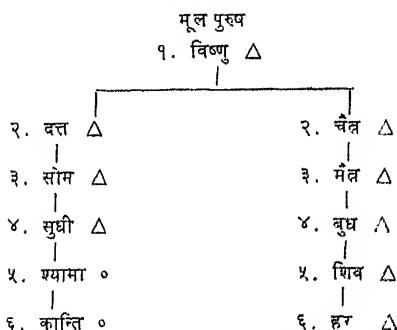 मूल पुरुष
१. विष्णु △
२. दत्त △ २. चैत्र △
३. सोम △ ३. मैत्र △
४. सुधी △ ४. बुध △
५. श्यामा ० ५. शिव △
६. कान्ति ० ६. हर △